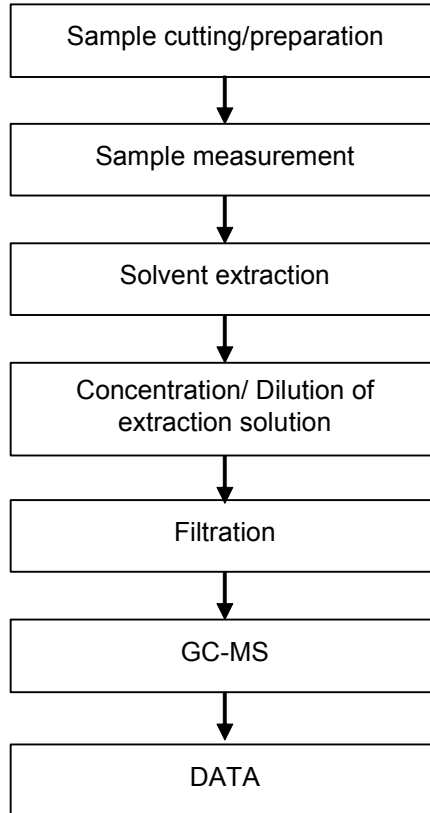 Sample cutting/preparation
Sample measurement
Solvent extraction
Concentration/ Dilution of
extraction solution
Filtration
GC-MS
DATA